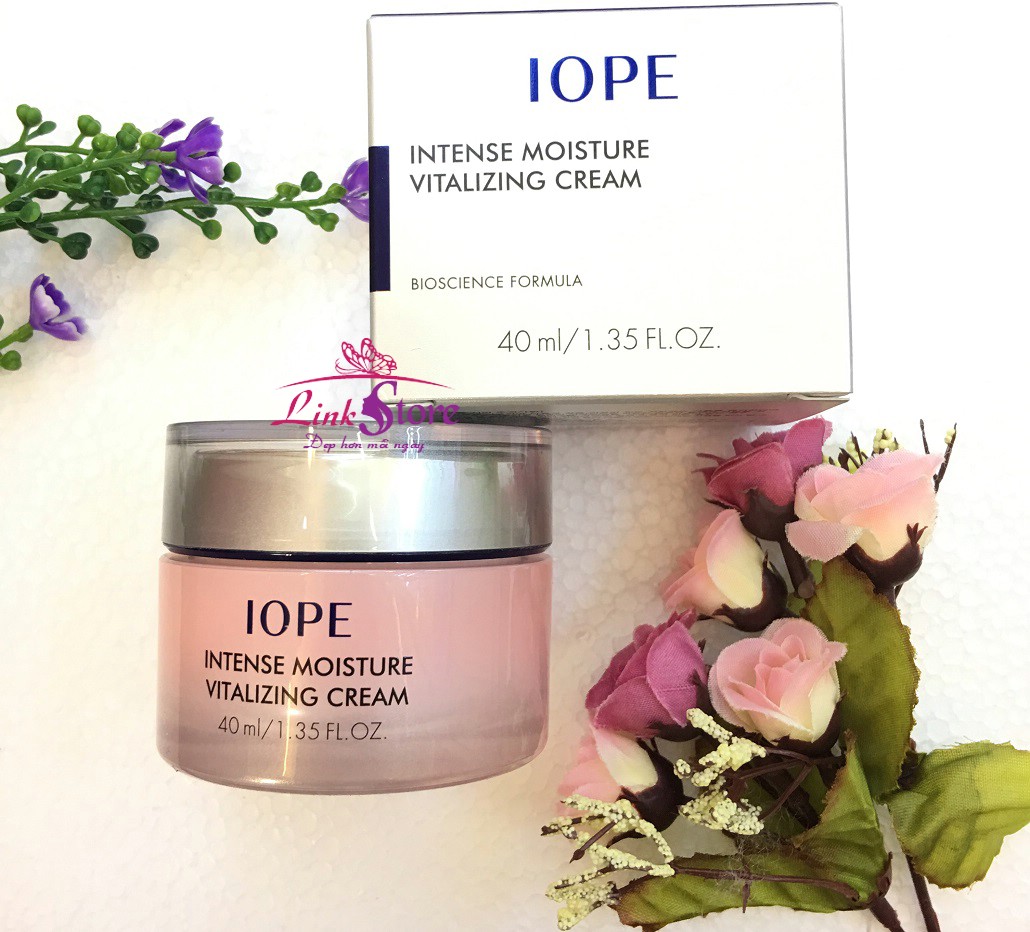 IOPE
INTENSE MOISTURE
VITALIZING CREAM
BIOSCIENCE FORMULA
40 ml/1.35 FL.OZ.
Link Store
Đẹp hơn mỗi ngày
IOPE
INTENSE MOISTURE
VITALIZING CREAM
40 ml/1.35 FL.OZ.